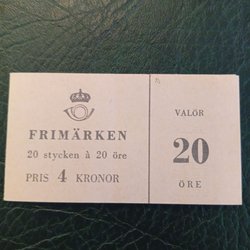 FRIMÄRKEN
20 stycken à 20 öre
PRIS 4 KRONOR
VALÖR
20
ÖRE